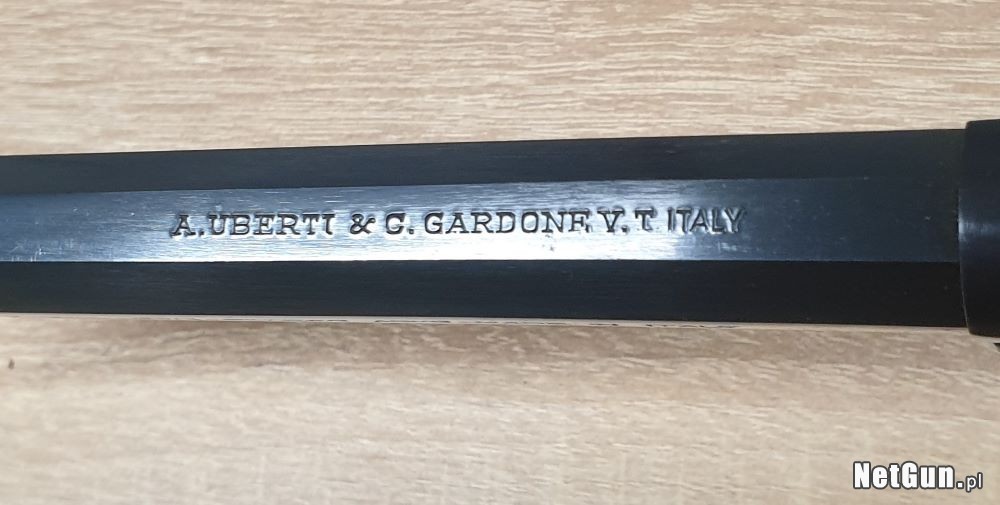 A. UBERTI & C. GARDONE V. T. ITALY
NetGun.pl